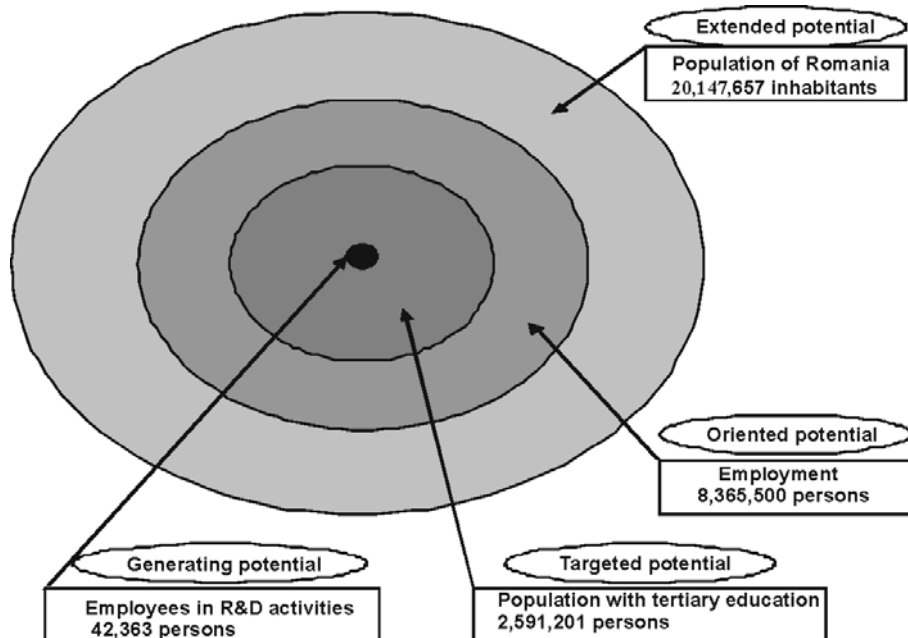 Extended potential
Population of Romania
20,147,657 inhabitants
Oriented potential
Employment
8,365,500 persons
Generating potential
Employees in R&D activities
42,363 persons
Targeted potential
Population with tertiary education
2,591,201 persons